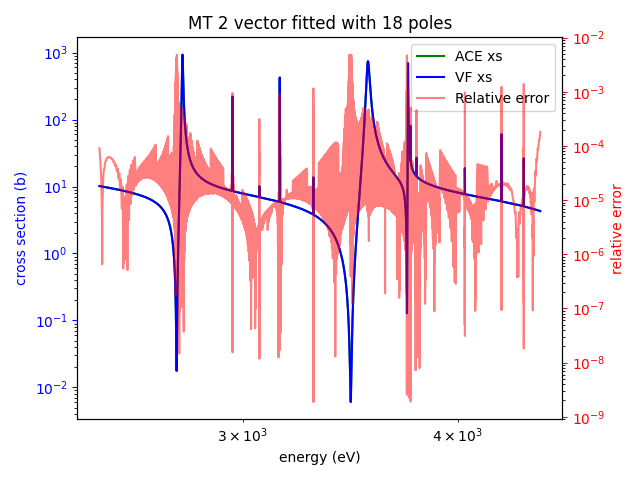 MT 2 vector fitted with 18 poles
ACE xs
VF xs
Relative error
cross section (b)
10³
10²
10¹
10⁰
10⁻¹
10⁻²
relative error
10⁻²
10⁻³
10⁻⁴
10⁻⁵
10⁻⁶
10⁻⁷
10⁻⁸
10⁻⁹
3 × 10³
4 × 10³
energy (eV)